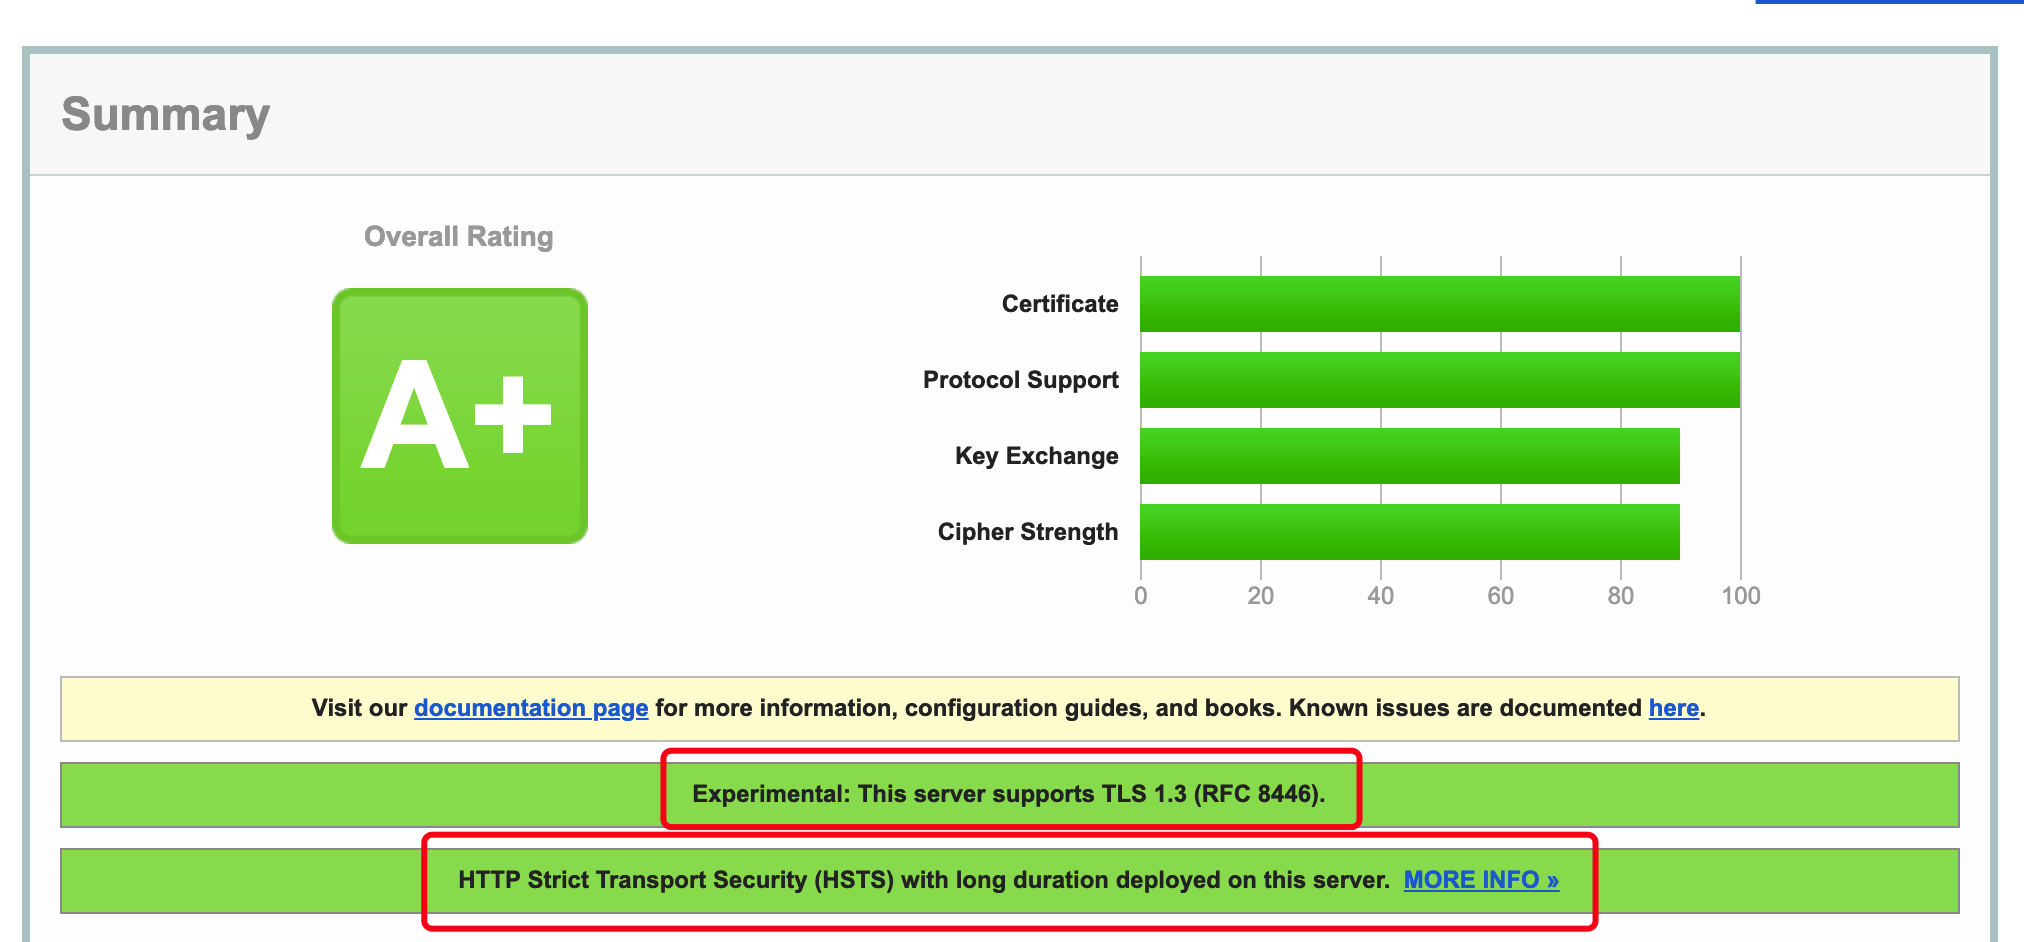 Summary
Overall Rating
A+
Certificate
Protocol Support
Key Exchange
Cipher Strength
0 20 40 60 80 100
Visit our documentation page for more information, configuration guides, and books. Known issues are documented here.
Experimental: This server supports TLS 1.3 (RFC 8446).
HTTP Strict Transport Security (HSTS) with long duration deployed on this server. MORE INFO »